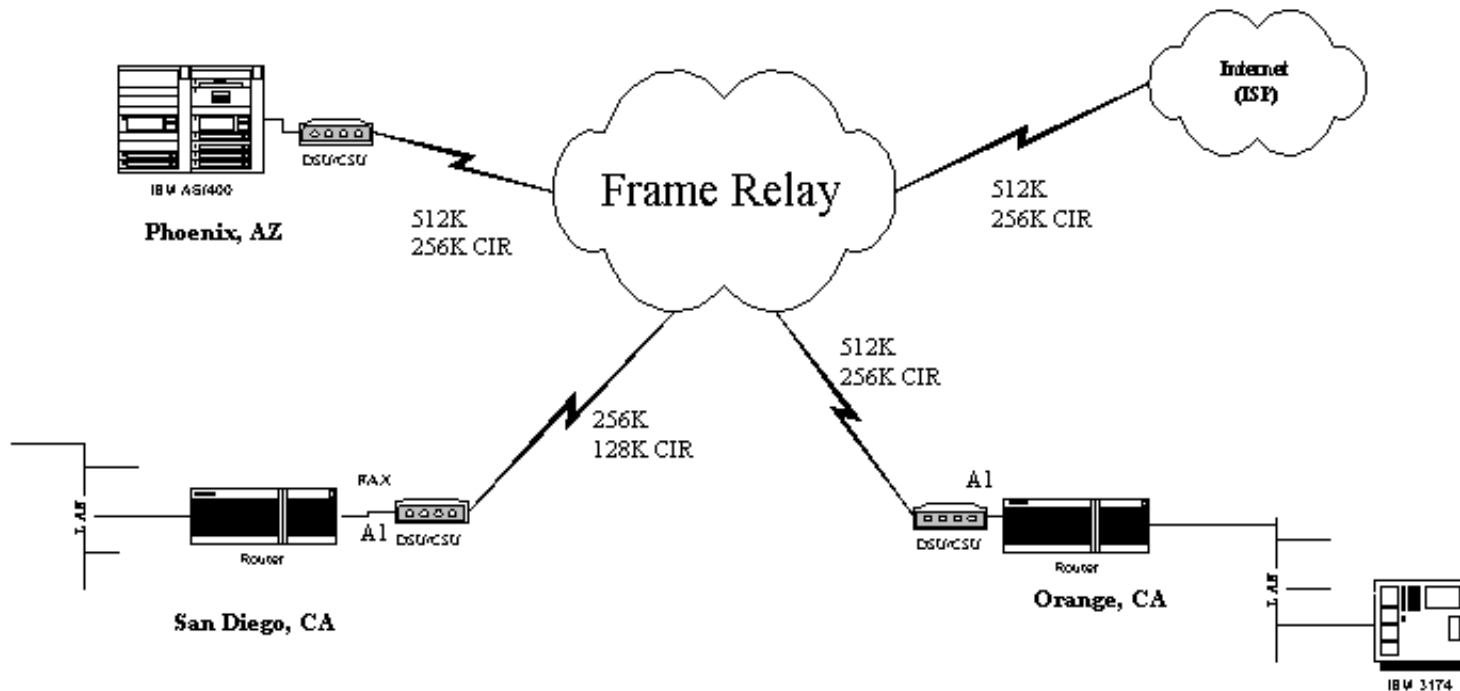 Internet
(ISP)
DSU/CSU
IBM AS/400
Phoenix, AZ
Frame Relay
512K
256K CIR
512K
256K CIR
512K
256K CIR
256K
128K CIR
LAN
Router
A1
DSU/CSU
San Diego, CA
A1
DSU/CSU
Router
Orange, CA
LAN
IBM 3174